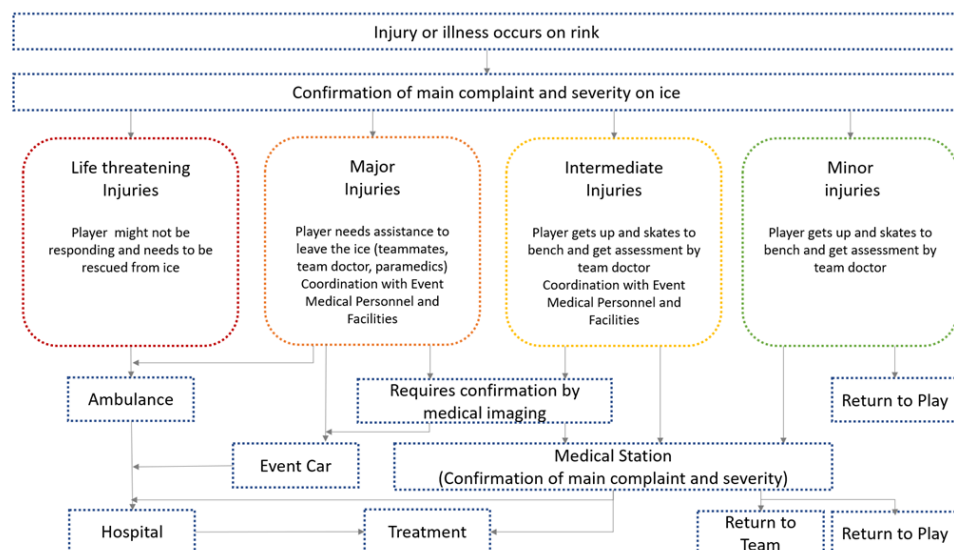 Injury or illness occurs on rink
Confirmation of main complaint and severity on ice
Life threatening
Injuries
Player might not be
responding and needs to be
rescued from ice
Major
Injuries
Player needs assistance to
leave the ice (teammates,
team doctor, paramedics)
Coordination with Event
Medical Personnel and
Facilities
Intermediate
Injuries
Player gets up and skates to
bench and get assessment by
team doctor
Coordination with Event
Medical Personnel and
Facilities
Minor
injuries
Player gets up and skates to
bench and get assessment by
team doctor
Ambulance
Requires confirmation by
medical imaging
Return to Play
Event Car
Medical Station
(Confirmation of main complaint and severity)
Hospital
Treatment
Return to
Team
Return to Play